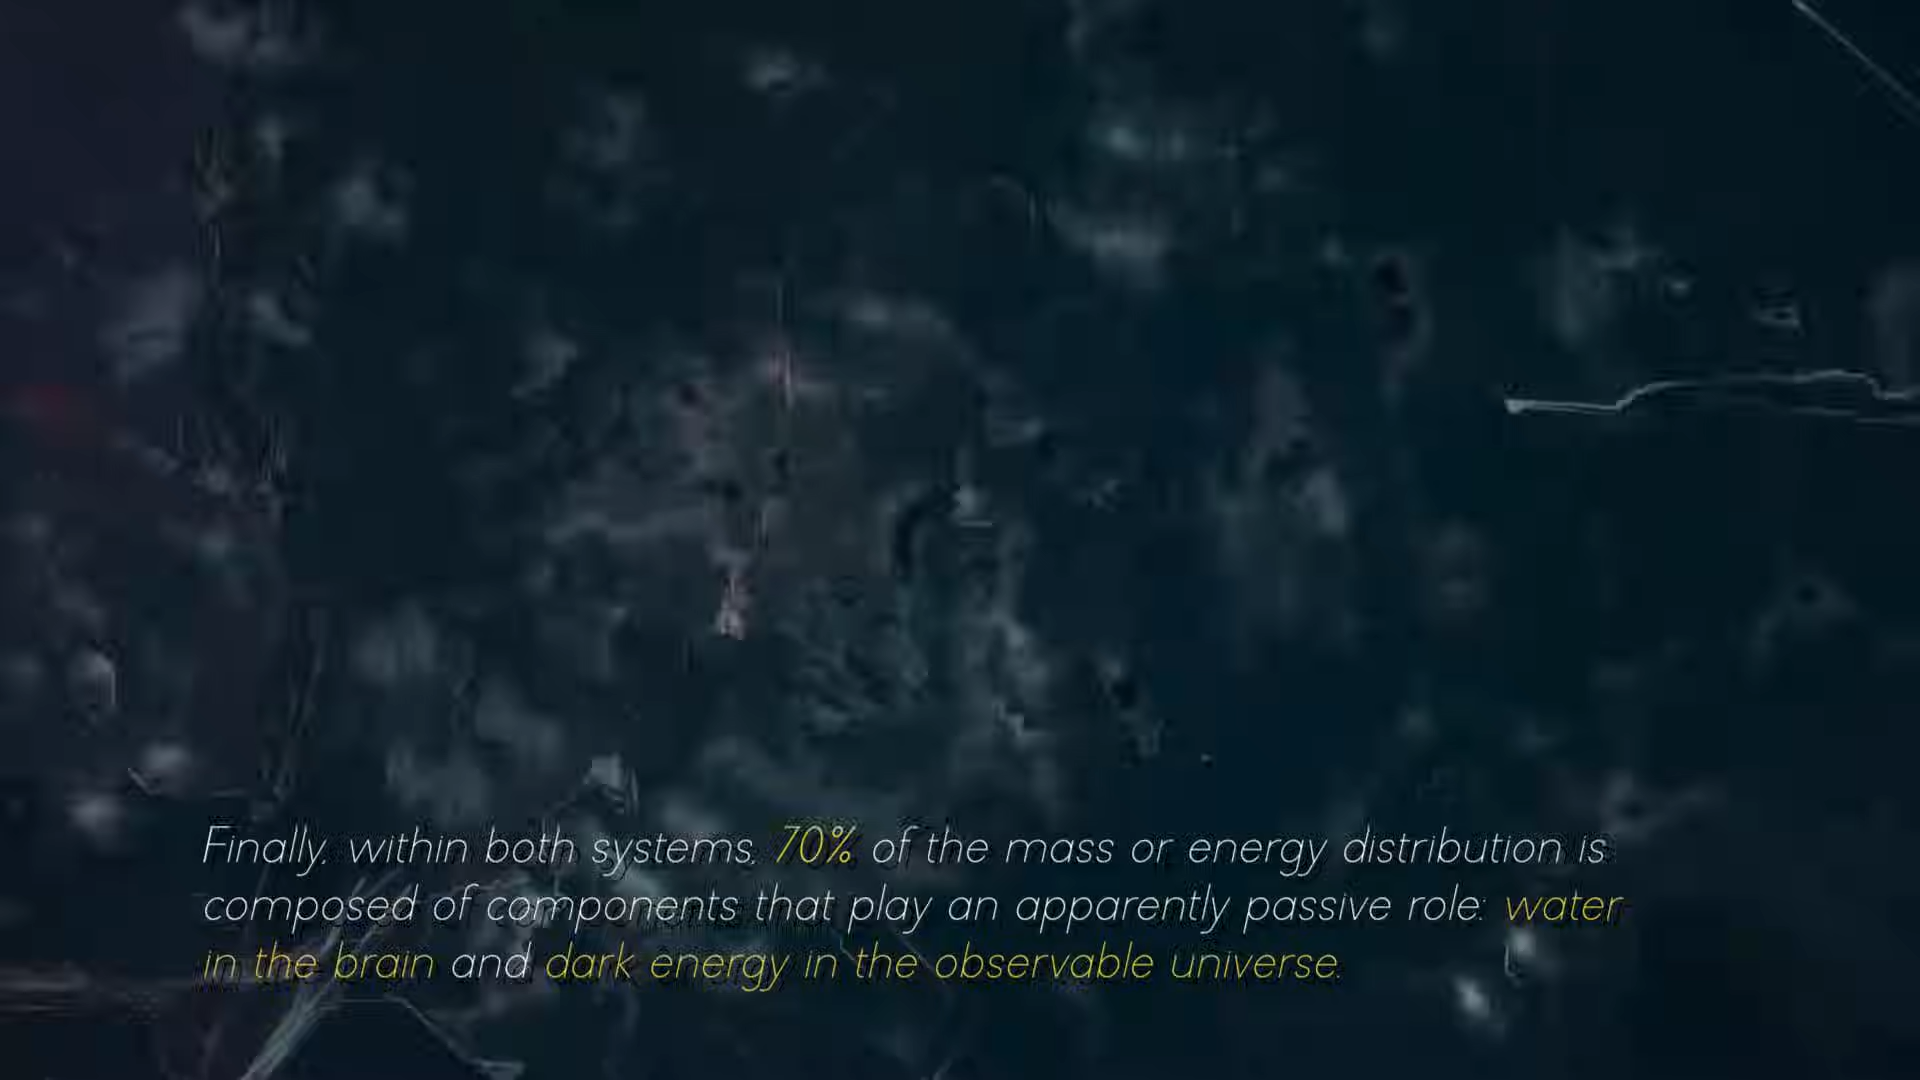 Finally, within both systems, 70% of the mass or energy distribution is
composed of components that play an apparently passive role: water
in the brain and dark energy in the observable universe.